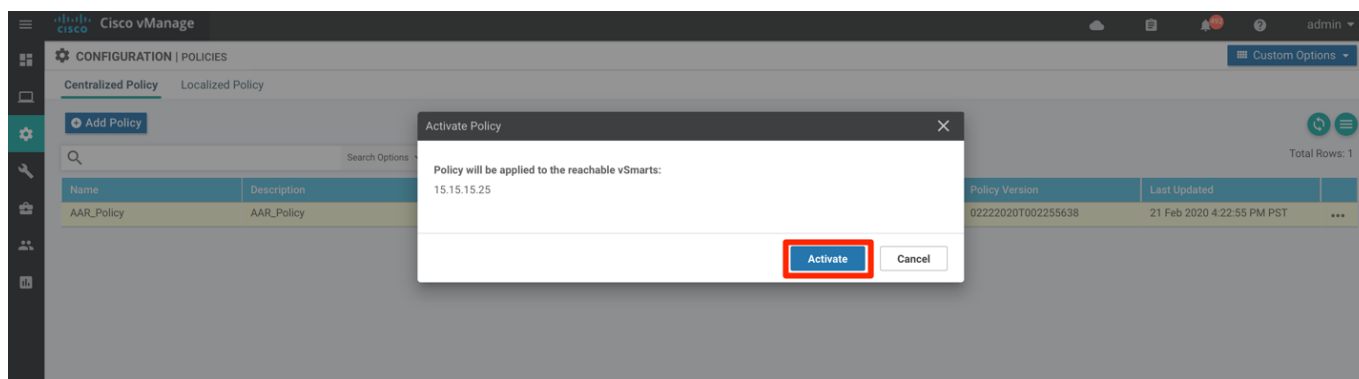 cisco Cisco vManage
admin
CONFIGURATION | POLICIES
Custom Options
Centralized Policy Localized Policy
Add Policy
Activate Policy
Search Options
Total Rows: 1
Policy will be applied to the reachable vSmarts:
15.15.15.25
Name Description Policy Version Last Updated
AAR_Policy AAR_Policy 02222020T002255638 21 Feb 2020 4:22:55 PM PST
Activate Cancel